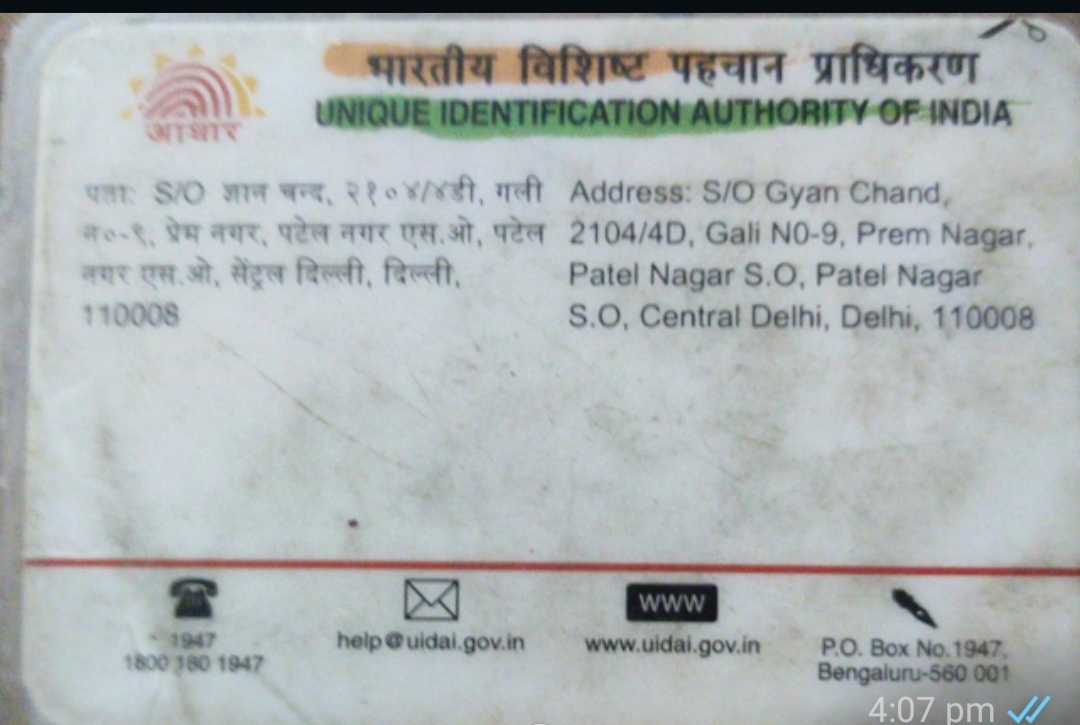 भारतीय विशिष्ट पहचान प्राधिकरण
UNIQUE IDENTIFICATION AUTHORITY OF INDIA
आधार
पता: S/O ज्ञान चन्द, २१०४/४डी, गली
न०-९, प्रेम नगर, पटेल नगर एस.ओ, पटेल
नगर एस.ओ, सेंट्रल दिल्ली, दिल्ली,
110008
Address: S/O Gyan Chand,
2104/4D, Gali N0-9, Prem Nagar,
Patel Nagar S.O, Patel Nagar
S.O, Central Delhi, Delhi, 110008
1947
1800 180 1947
help@uidai.gov.in
WWW
www.uidai.gov.in
P.O. Box No.1947,
Bengaluru-560 001
4:07 pm